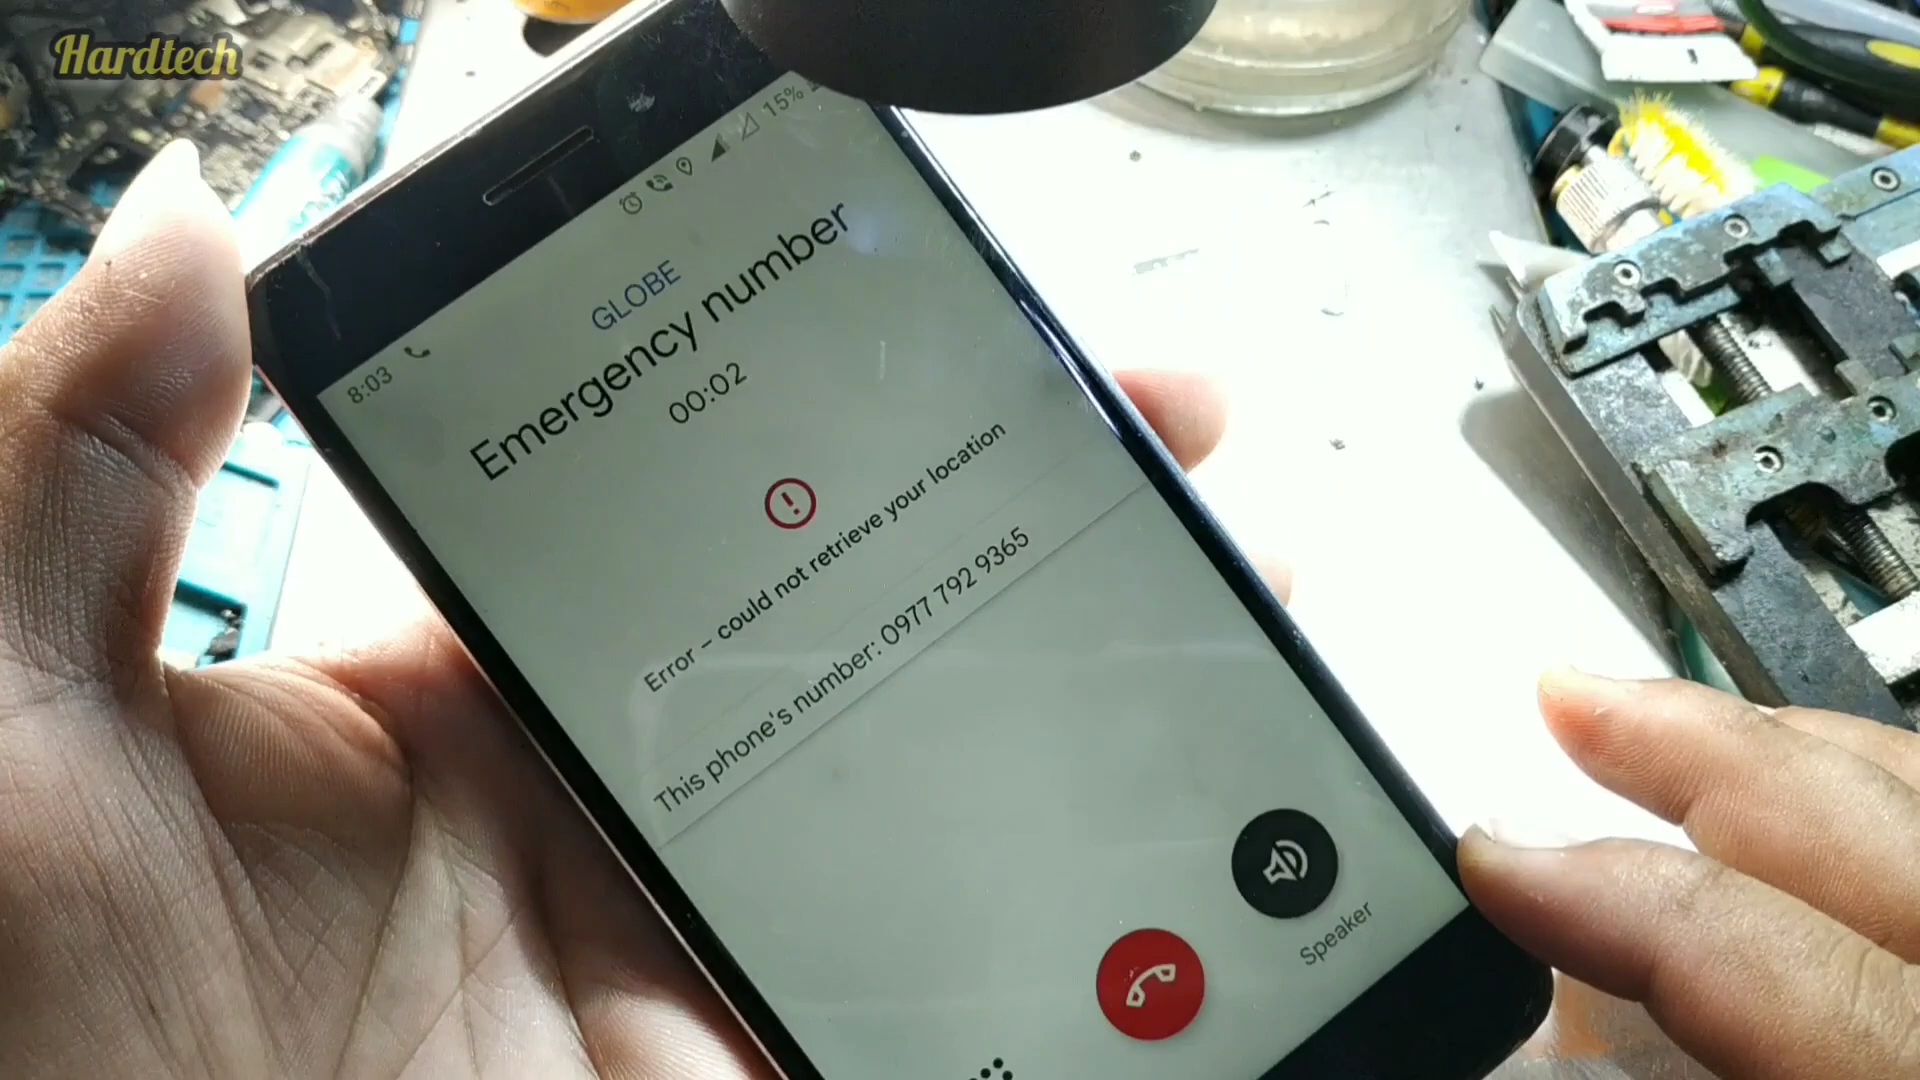 Hardtech
8:03
15%
GLOBE
Emergency number
00:02
Error – could not retrieve your location
This phone's number: 0977 792 9365
Speaker